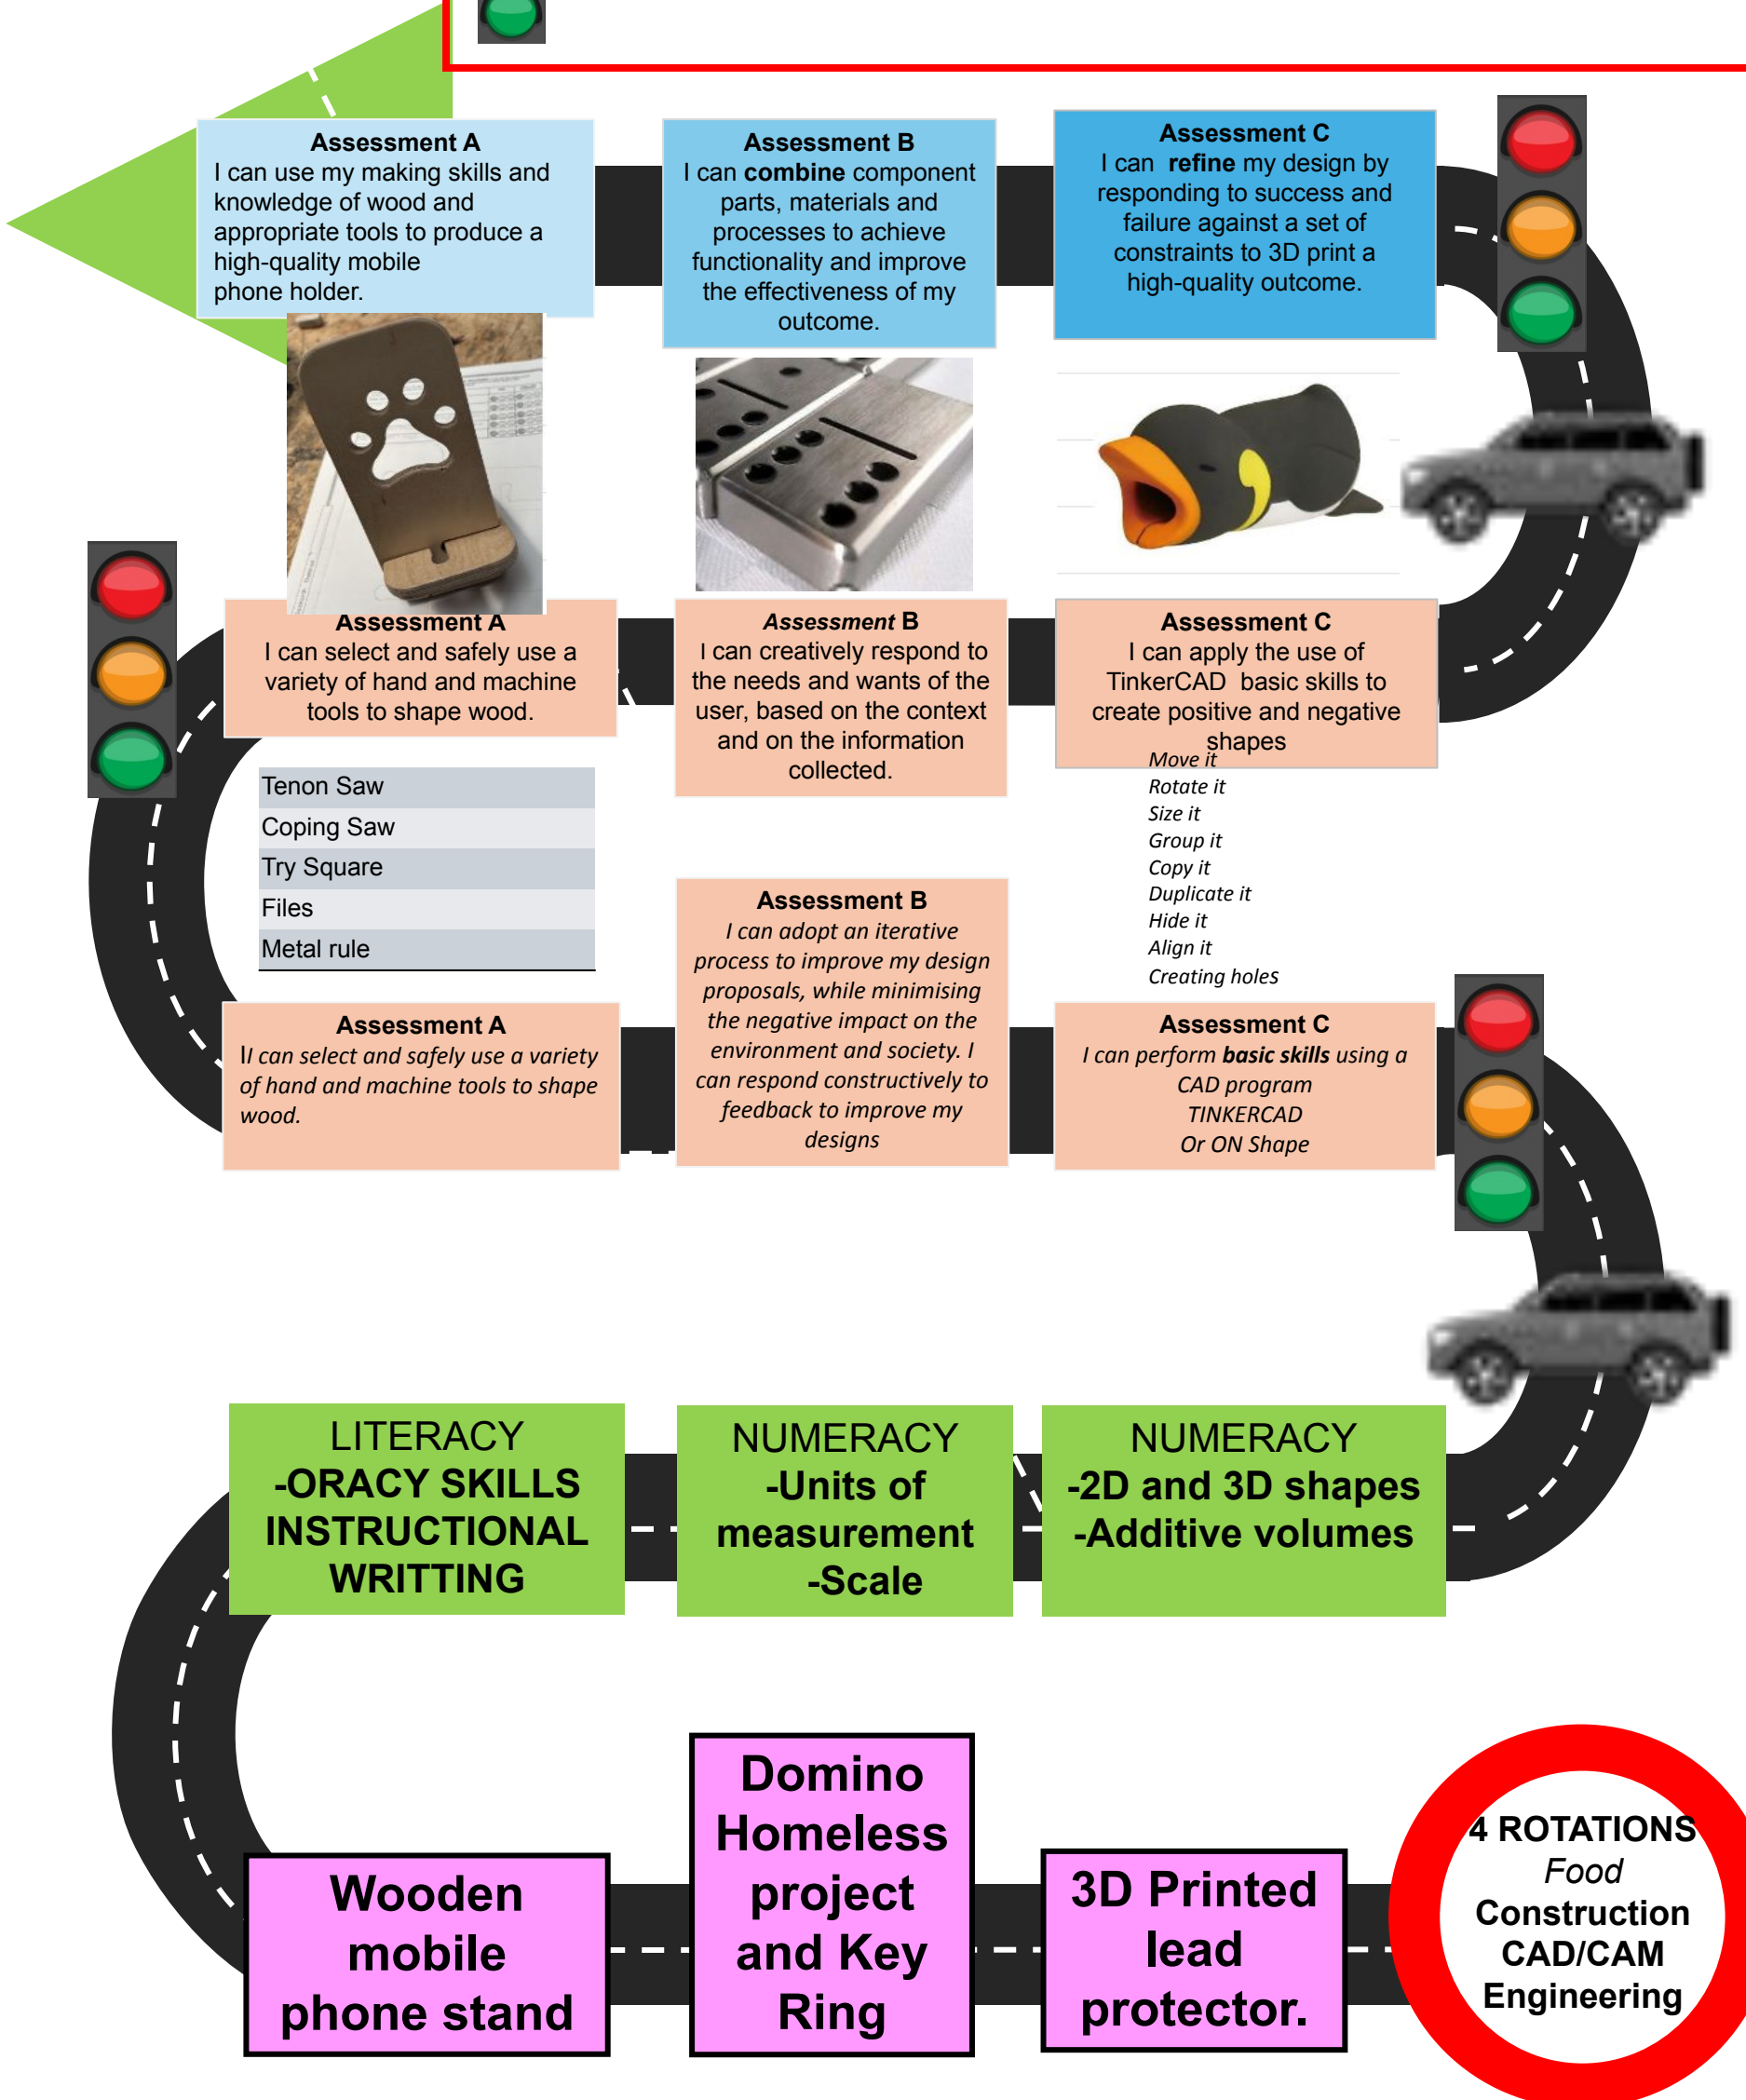 Assessment A
I can use my making skills and
knowledge of wood and
appropriate tools to produce a
high-quality mobile
phone holder.
Assessment B
I can combine component
parts, materials and
processes to achieve
functionality and improve
the effectiveness of my
outcome.
Assessment C
I can refine my design by
responding to success and
failure against a set of
constraints to 3D print a
high-quality outcome.
Assessment A
I can select and safely use a
variety of hand and machine
tools to shape wood.
Assessment B
I can creatively respond to
the needs and wants of the
user, based on the context
and on the information
collected.
Assessment C
I can apply the use of
TinkerCAD basic skills to
create positive and negative
shapes
Tenon Saw
Coping Saw
Try Square
Files
Metal rule
Move it
Rotate it
Size it
Group it
Copy it
Duplicate it
Hide it
Align it
Creating holes
Assessment A
II can select and safely use a variety
of hand and machine tools to shape
wood.
Assessment B
I can adopt an iterative
process to improve my design
proposals, while minimising
the negative impact on the
environment and society. I
can respond constructively to
feedback to improve my
designs
Assessment C
I can perform basic skills using a
CAD program
TINKERCAD
Or ON Shape
LITERACY
-ORACY SKILLS
INSTRUCTIONAL
WRITTING
NUMERACY
-Units of
measurement
-Scale
NUMERACY
-2D and 3D shapes
-Additive volumes
Wooden
mobile
phone stand
Domino
Homeless
project
and Key
Ring
3D Printed
lead
protector.
4 ROTATIONS
Food
Construction
CAD/CAM
Engineering